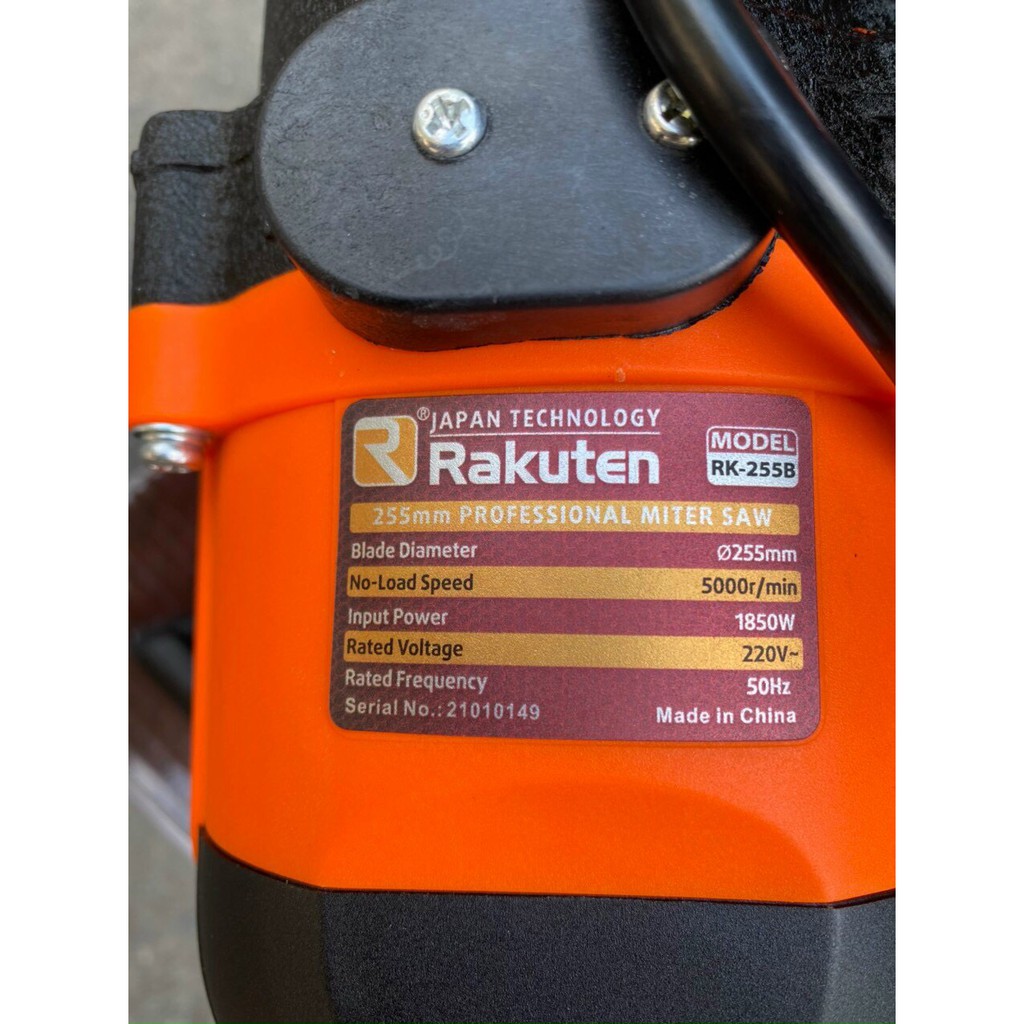 R® JAPAN TECHNOLOGY
Rakuten
MODEL
RK-255B
255mm PROFESSIONAL MITER SAW
Blade Diameter Ø255mm
No-Load Speed 5000r/min
Input Power 1850W
Rated Voltage 220V~
Rated Frequency 50Hz
Serial No.: 21010149 Made in China